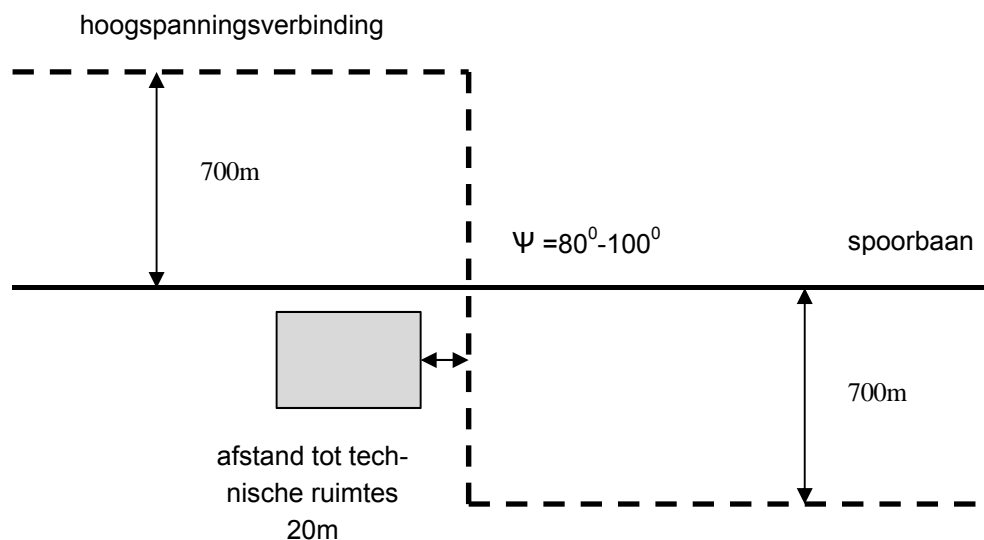 hoogspanningsverbinding
700m
Ψ =80⁰-100⁰
spoorbaan
700m
afstand tot tech-
nische ruimtes
20m